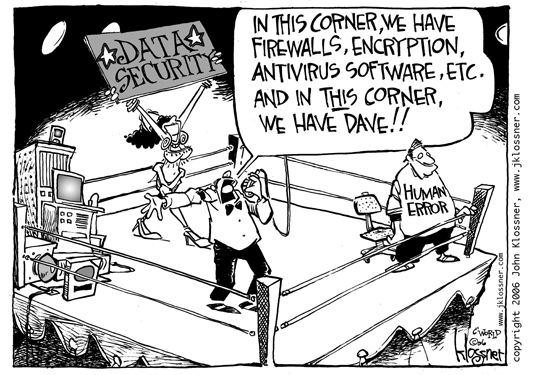 DATA
SECURITY
IN THIS CORNER, WE HAVE
FIREWALLS, ENCRYPTION,
ANTIVIRUS SOFTWARE, ETC.
AND IN THIS CORNER,
WE HAVE DAVE!!
HUMAN
ERROR
www.jklossner.com
copyright 2006 John Klossner, www.jklossner.com
C-WORLD
©06
Klossner